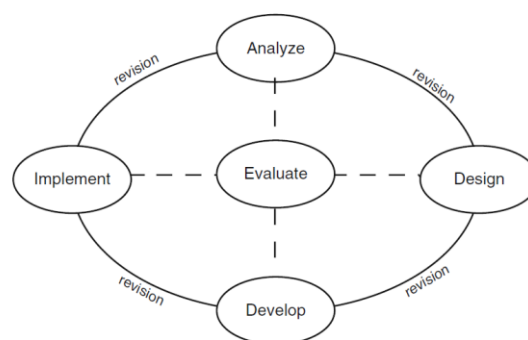 Analyze
revision
revision
Implement
Evaluate
Design
revision
revision
Develop